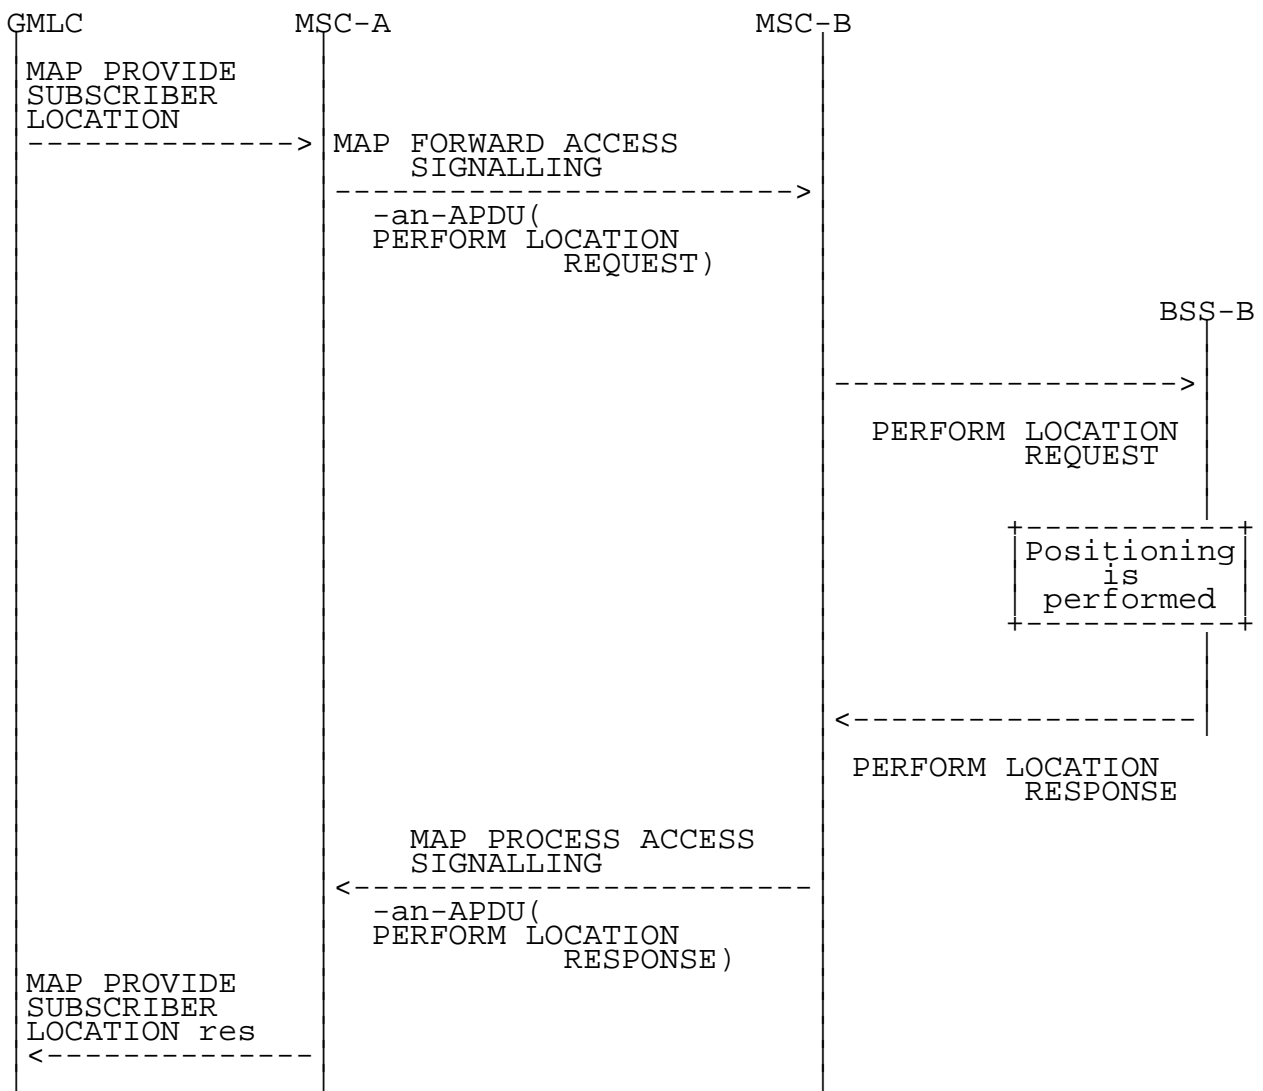 GMLC MSC-A MSC-B
MAP PROVIDE
SUBSCRIBER
LOCATION
MAP FORWARD ACCESS
SIGNALLING
-an-APDU(
PERFORM LOCATION
REQUEST)
BSS-B
PERFORM LOCATION
REQUEST
Positioning
is
performed
PERFORM LOCATION
RESPONSE
MAP PROCESS ACCESS
SIGNALLING
-an-APDU(
PERFORM LOCATION
RESPONSE)
MAP PROVIDE
SUBSCRIBER
LOCATION res